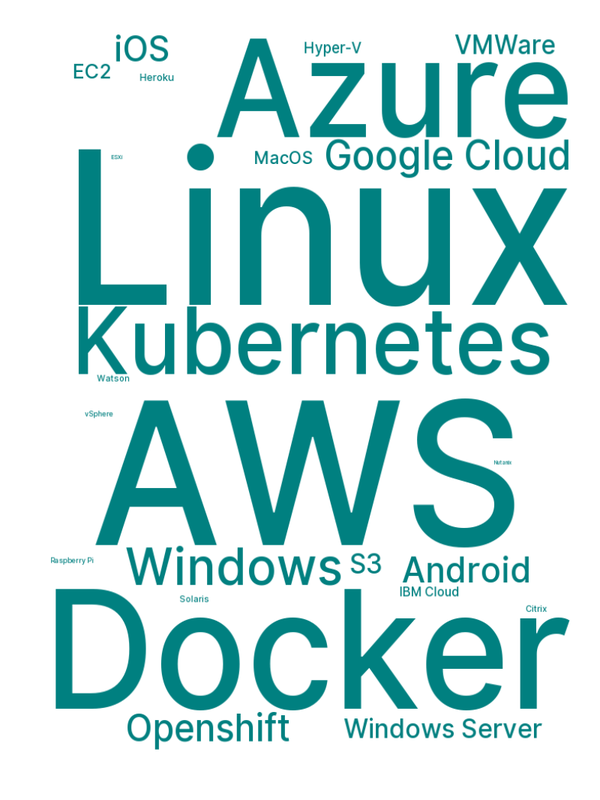 iOS
Hyper-V
VMWare
EC2
Heroku
Azure
ESXi
MacOS
Google Cloud
Linux
Kubernetes
Watson
vSphere
AWS
Nutanix
Raspberry Pi
Windows
S3
Android
IBM Cloud
Solaris
Citrix
Docker
Openshift
Windows Server